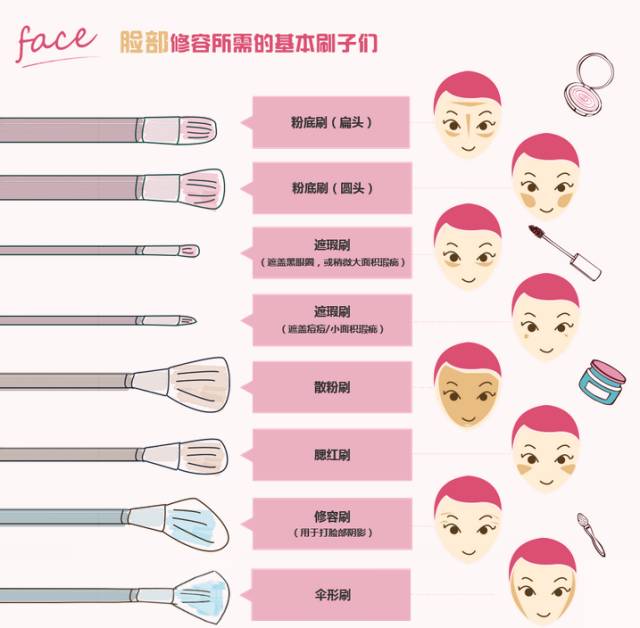 face 脸部修容所需的基本刷子们
粉底刷（扁头）
粉底刷（圆头）
遮瑕刷
（遮盖黑眼圈，或稍微大面积瑕疵）
遮瑕刷
（遮盖痘痘/小面积瑕疵）
散粉刷
腮红刷
修容刷
（用于打脸部阴影）
伞形刷